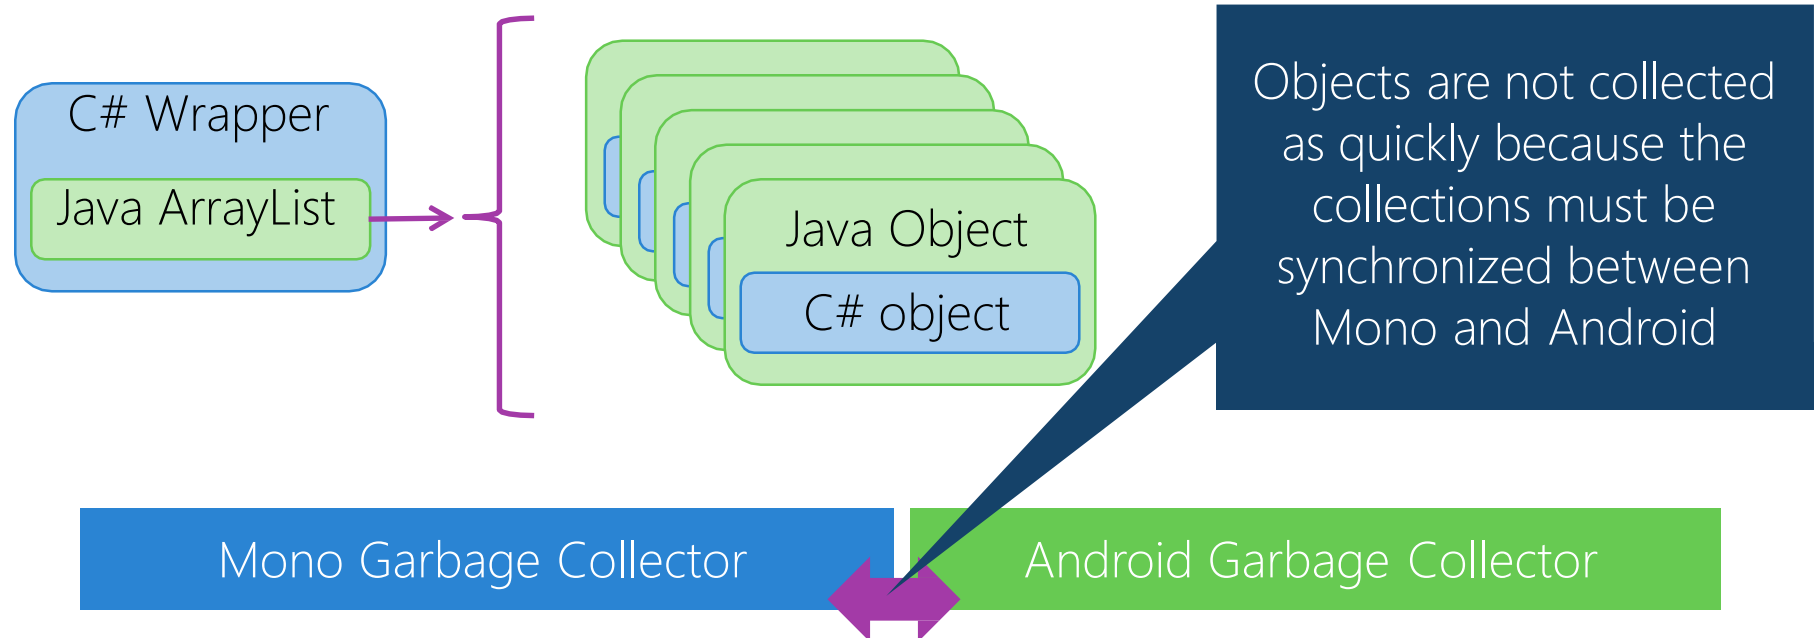 C# Wrapper
Java ArrayList
Java Object
C# object
Objects are not collected
as quickly because the
collections must be
synchronized between
Mono and Android
Mono Garbage Collector
Android Garbage Collector